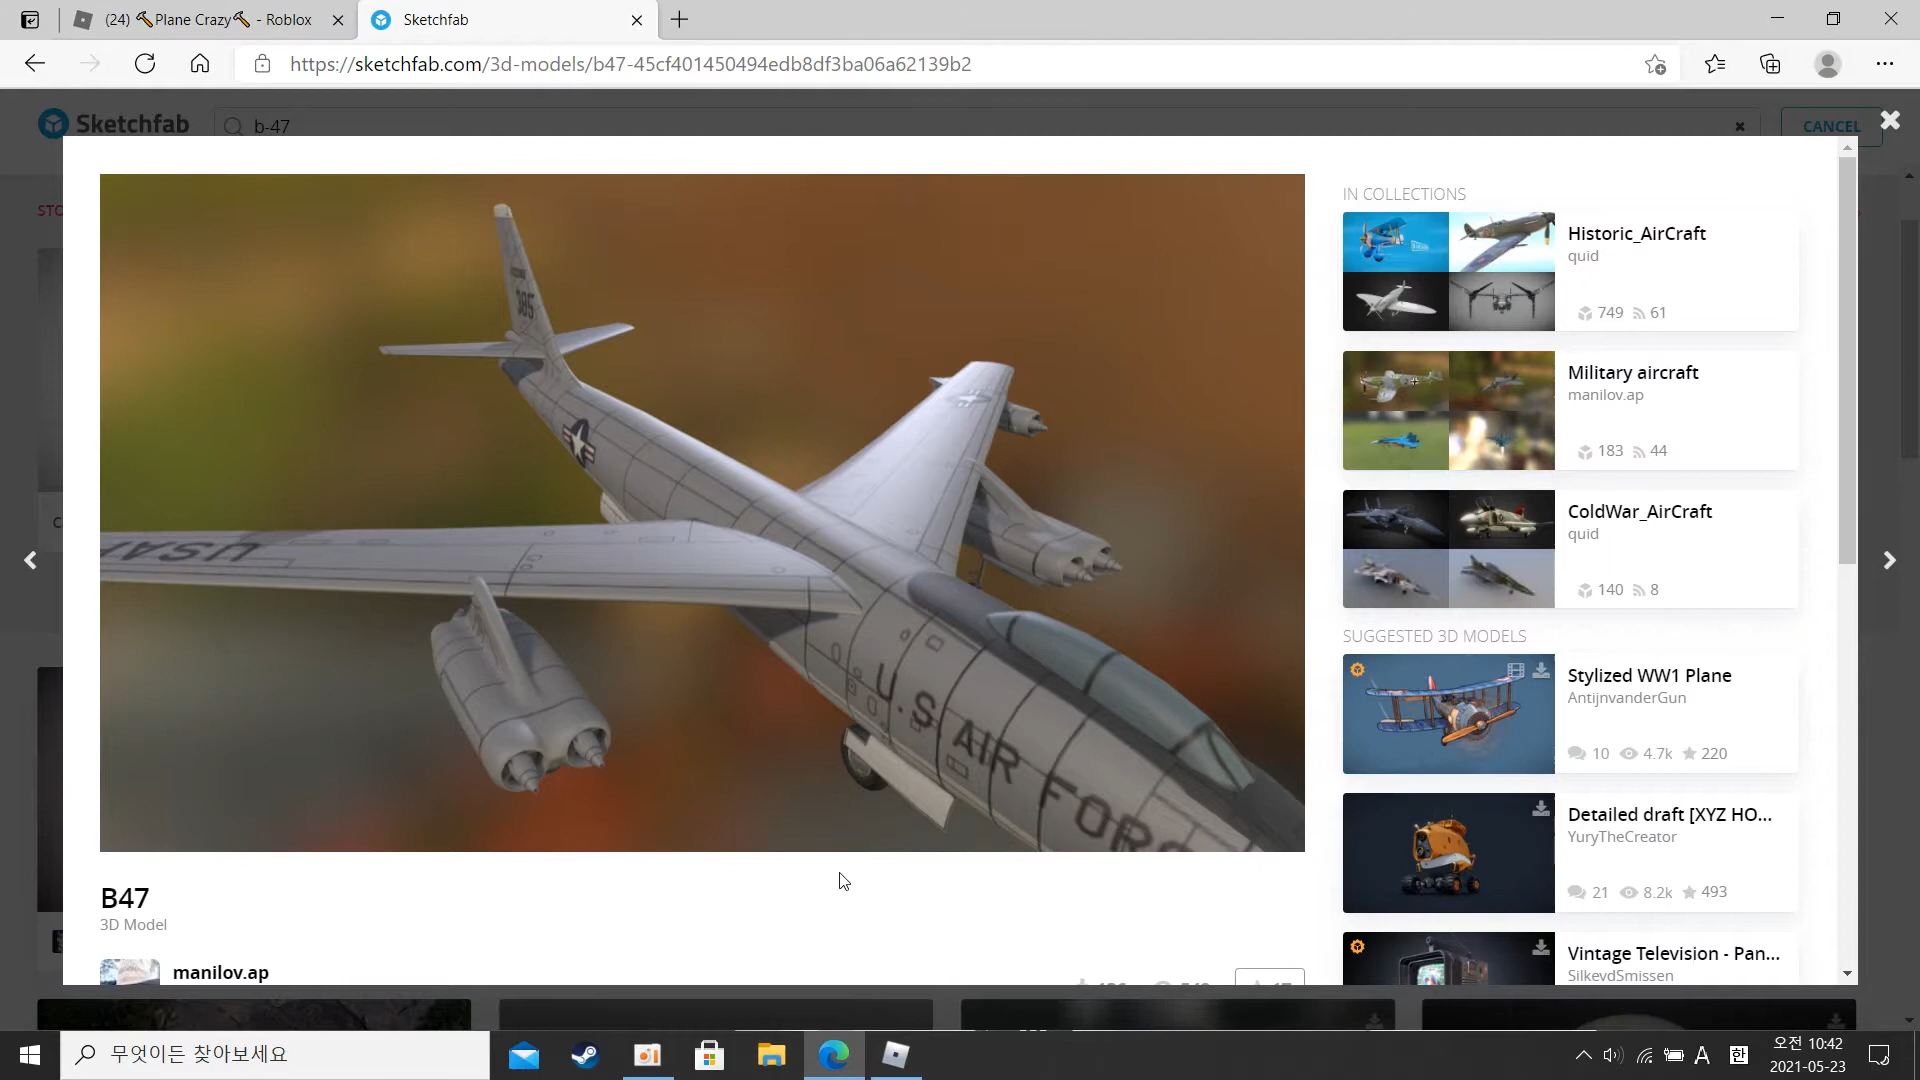 (24) 🔨Plane Crazy🔨 - Roblox
Sketchfab
https://sketchfab.com/3d-models/b47-45cf401450494edb8df3ba06a62139b2
Sketchfab
b-47
CANCEL
STO
385
USAF
U.S. AIR FORC
IN COLLECTIONS
Historic_AirCraft
quid
749 61
Military aircraft
manilov.ap
183 44
ColdWar_AirCraft
quid
140 8
SUGGESTED 3D MODELS
Stylized WW1 Plane
AntijnvanderGun
10 4.7k 220
Detailed draft [XYZ HO...
YuryTheCreator
21 8.2k 493
Vintage Television - Pan...
SilkevdSmissen
B47
3D Model
manilov.ap
무엇이든 찾아보세요
A 한
오전 10:42
2021-05-23